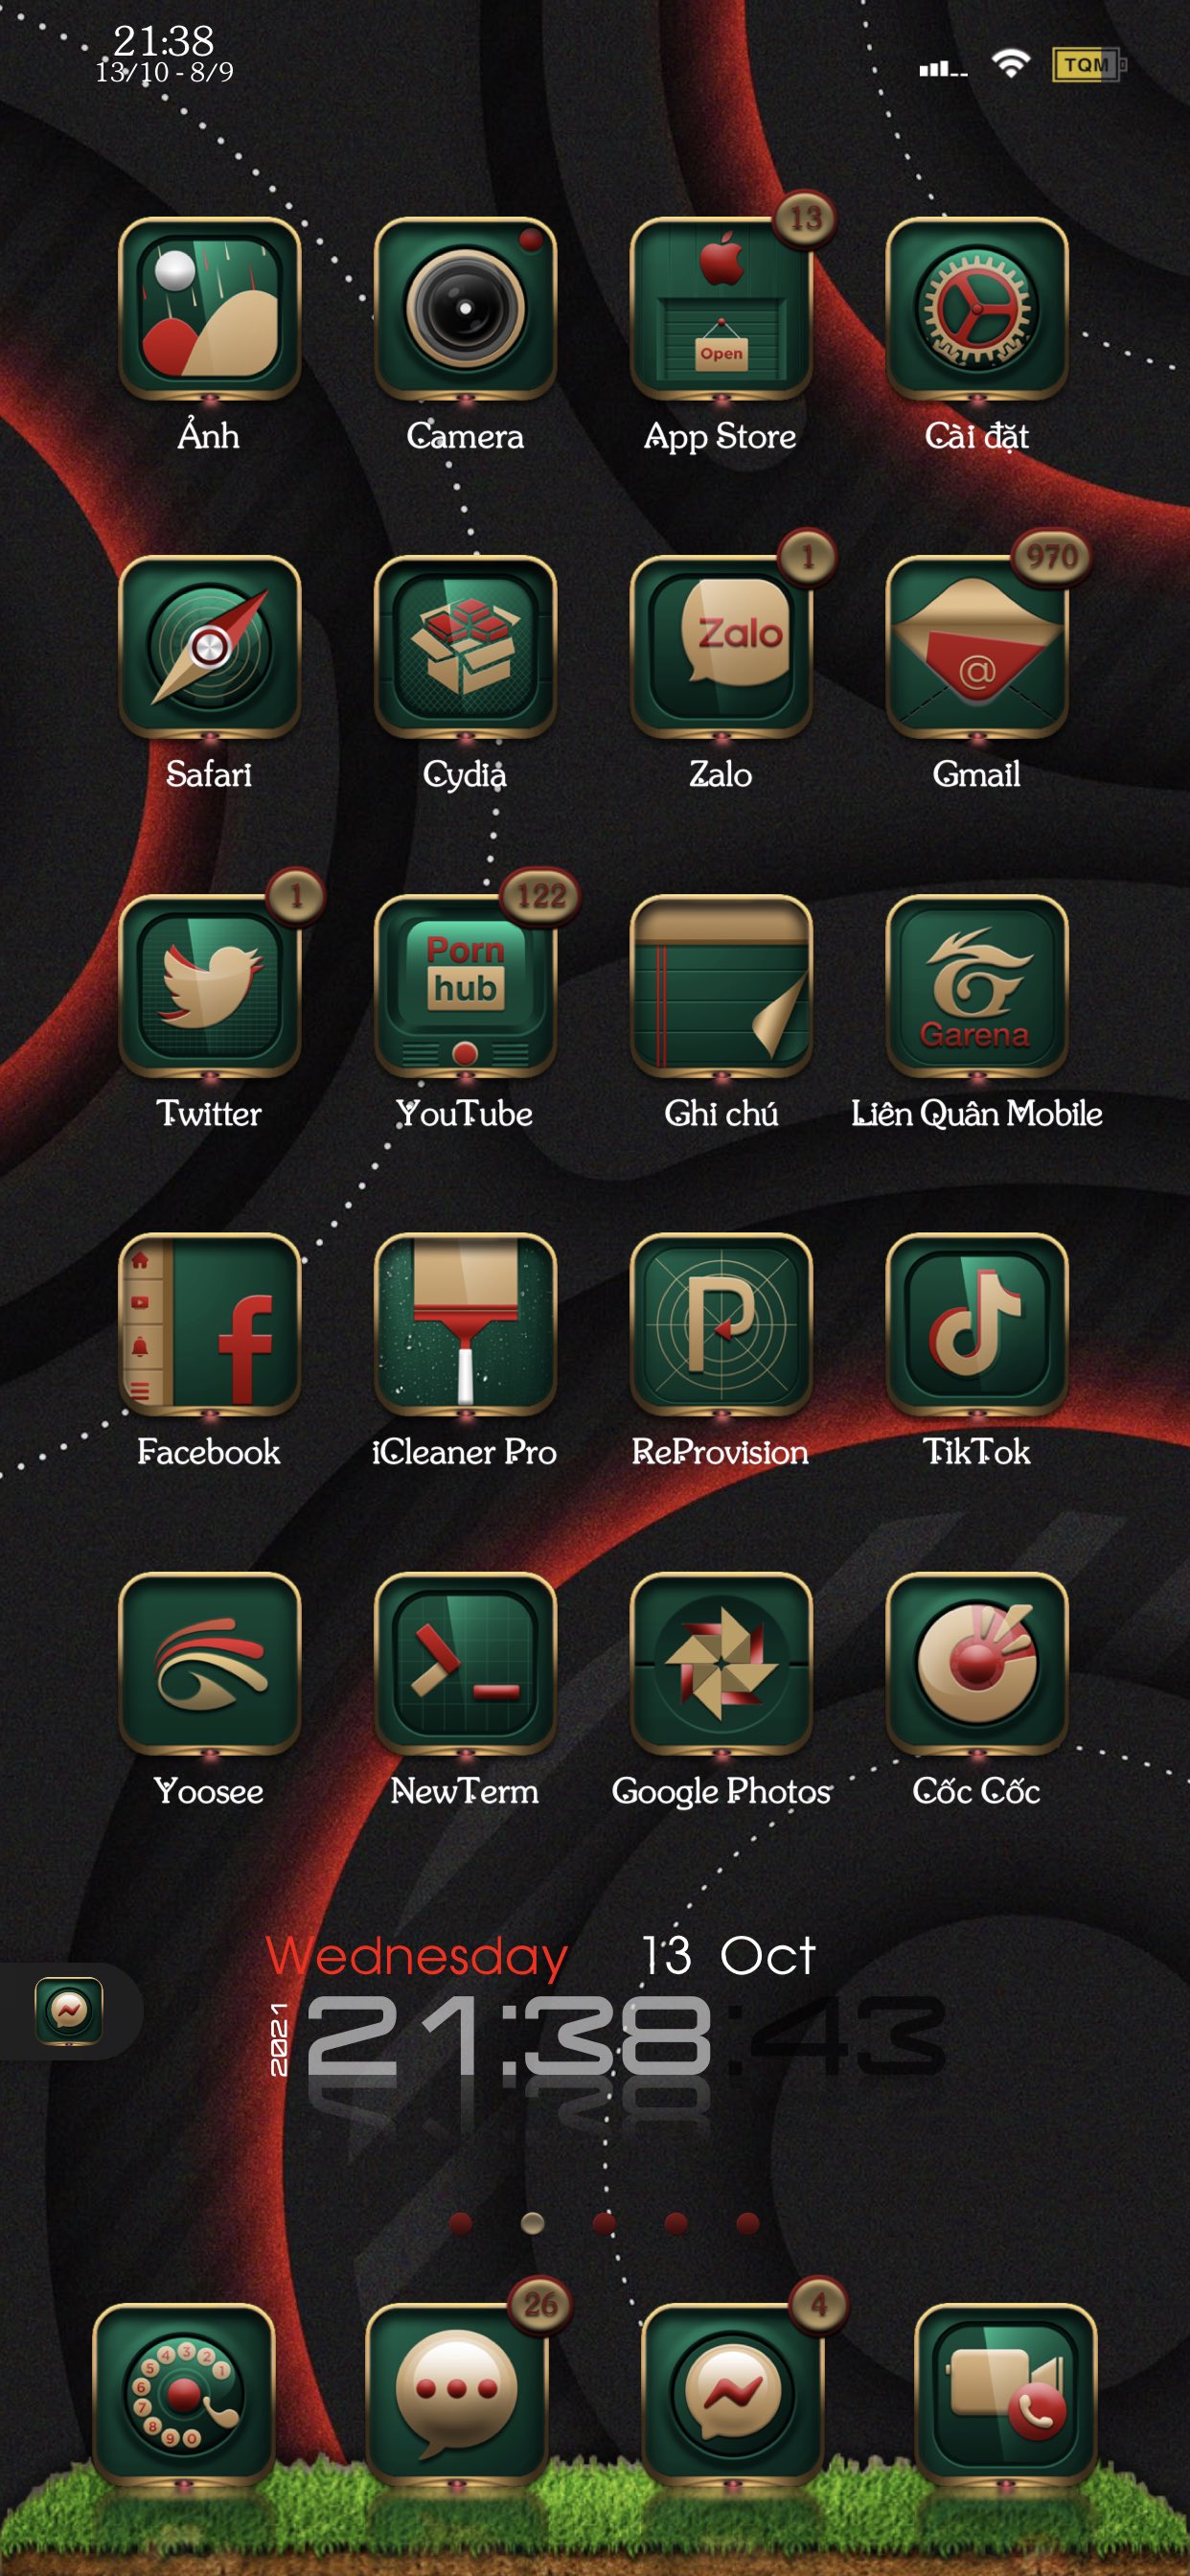 21:38
13/10 - 8/9
TQM
13
Open
Ảnh
Camera
App Store
Cài đặt
1
970
Zalo
@
Safari
Cydia
Zalo
Gmail
1
122
Porn
hub
Garena
Twitter
YouTube
Ghi chú
Liên Quân Mobile
f
P
Facebook
iCleaner Pro
ReProvision
TikTok
Yoosee
NewTerm
Google Photos
Cốc Cốc
Wednesday 13 Oct
2021
21:38:43
26
4
1 2 3 4 5 6 7 8 9 0